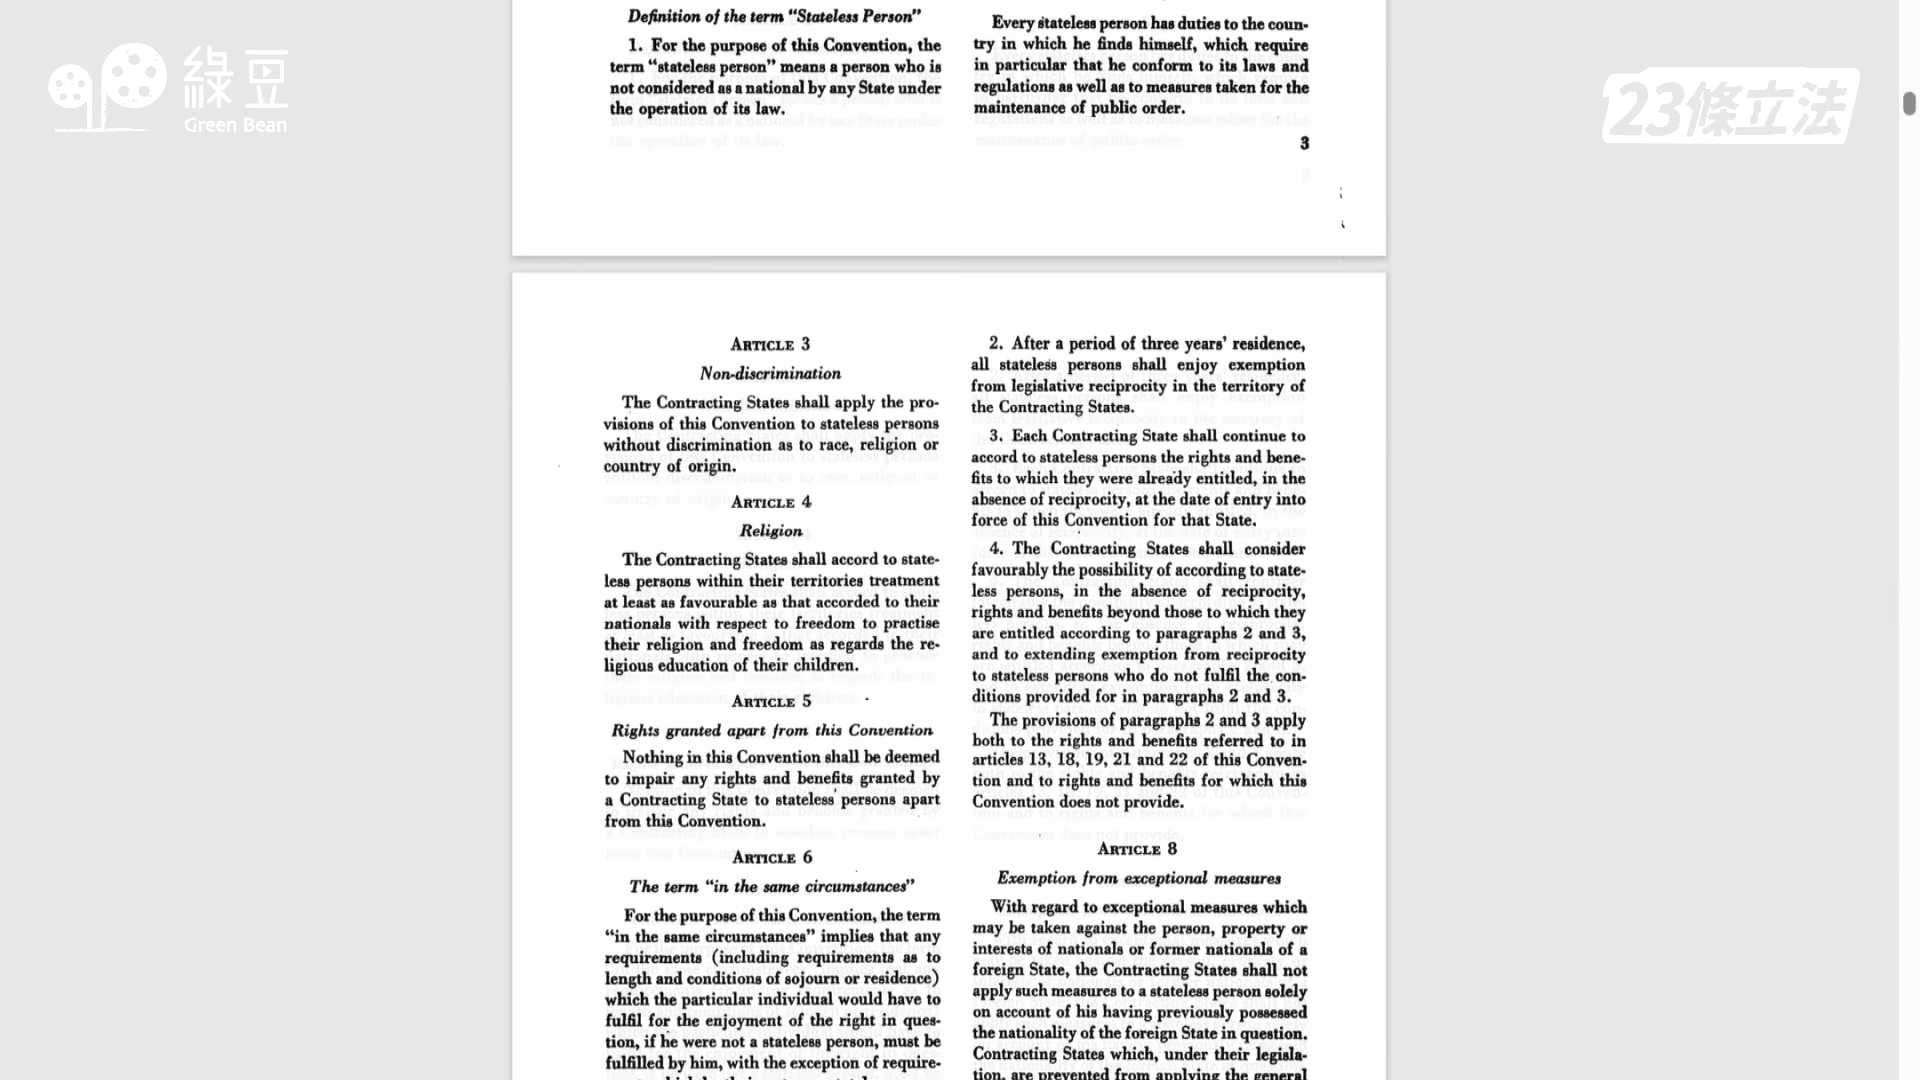 綠豆
Green Bean
23條立法
Definition of the term “Stateless Person”
1. For the purpose of this Convention, the
term “stateless person” means a person who is
not considered as a national by any State under
the operation of its law.
Every stateless person has duties to the coun-
try in which he finds himself, which require
in particular that he conform to its laws and
regulations as well as to measures taken for the
maintenance of public order.
3
ARTICLE 3
Non-discrimination
The Contracting States shall apply the pro-
visions of this Convention to stateless persons
without discrimination as to race, religion or
country of origin.
ARTICLE 4
Religion
The Contracting States shall accord to state-
less persons within their territories treatment
at least as favourable as that accorded to their
nationals with respect to freedom to practise
their religion and freedom as regards the re-
ligious education of their children.
ARTICLE 5
Rights granted apart from this Convention
Nothing in this Convention shall be deemed
to impair any rights and benefits granted by
a Contracting State to stateless persons apart
from this Convention.
ARTICLE 6
The term “in the same circumstances”
For the purpose of this Convention, the term
“in the same circumstances” implies that any
requirements (including requirements as to
length and conditions of sojourn or residence)
which the particular individual would have to
fulfil for the enjoyment of the right in ques-
tion, if he were not a stateless person, must be
fulfilled by him, with the exception of require-
2. After a period of three years’ residence,
all stateless persons shall enjoy exemption
from legislative reciprocity in the territory of
the Contracting States.
3. Each Contracting State shall continue to
accord to stateless persons the rights and bene-
fits to which they were already entitled, in the
absence of reciprocity, at the date of entry into
force of this Convention for that State.
4. The Contracting States shall consider
favourably the possibility of according to state-
less persons, in the absence of reciprocity,
rights and benefits beyond those to which they
are entitled according to paragraphs 2 and 3,
and to extending exemption from reciprocity
to stateless persons who do not fulfil the con-
ditions provided for in paragraphs 2 and 3.
The provisions of paragraphs 2 and 3 apply
both to the rights and benefits referred to in
articles 13, 18, 19, 21 and 22 of this Conven-
tion and to rights and benefits for which this
Convention does not provide.
ARTICLE 8
Exemption from exceptional measures
With regard to exceptional measures which
may be taken against the person, property or
interests of nationals or former nationals of a
foreign State, the Contracting States shall not
apply such measures to a stateless person solely
on account of his having previously possessed
the nationality of the foreign State in question.
Contracting States which, under their legisla-
tion, are prevented from applying the general